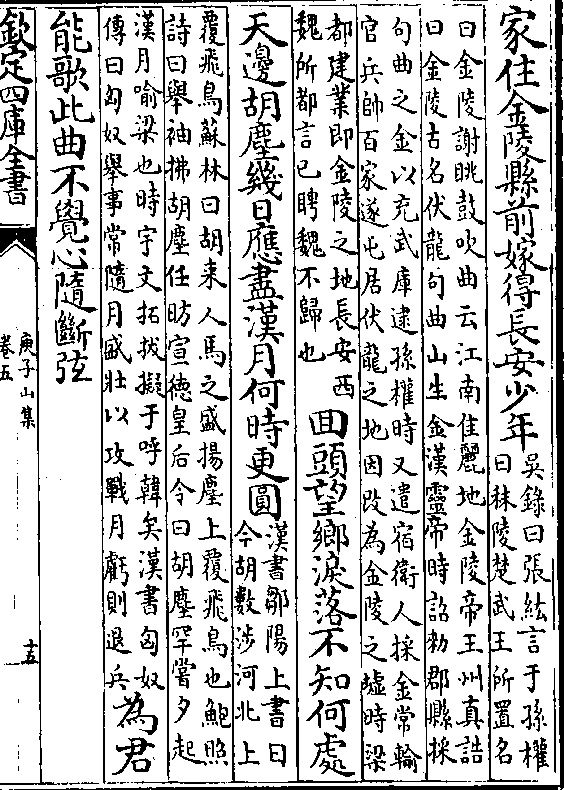 家住金陵縣前嫁得長安少年吳錄曰張紘言于孫權
曰秣陵楚武王所置名
曰金陵謝眺鼓吹曲云江南佳麗地金陵帝王州真誥
曰金陵古名伏龍句曲山生金漢靈帝時詔勑郡縣採
句曲之金以充武庫逮孫權時又遣宿衛人採金常輸
官兵帥百家遂屯居伏龍之地因改為金陵之墟時梁
都建業即金陵之地長安西
魏所都言已聘魏不歸也
回頭望鄉淚落不知何處
天邊胡塵幾日應盡漢月何時更圓漢書鄒陽上書曰
今胡數涉河北上
覆飛鳥蘇林曰胡来人馬之盛揚塵上覆飛鳥也鮑照
詩曰舉袖拂胡塵任昉宣徳皇后令曰胡塵罕嘗夕起
漢月喻梁也時宇文拓拔擬于呼韓矣漢書匈奴
傳曰匈奴舉事常隨月盛壯以攻戰月虧則退兵
為君
能歌此曲不覺心隨斷弦
欽定四庫全書
庾子山集
卷五
十五